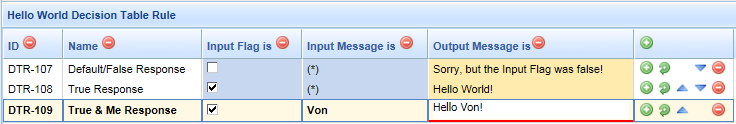 Hello World Decision Table Rule
ID Name Input Flag is Input Message is Output Message is
DTR-107 Default/False Response (*) Sorry, but the Input Flag was false!
DTR-108 True Response (*) Hello World!
DTR-109 True & Me Response Von Hello Von!